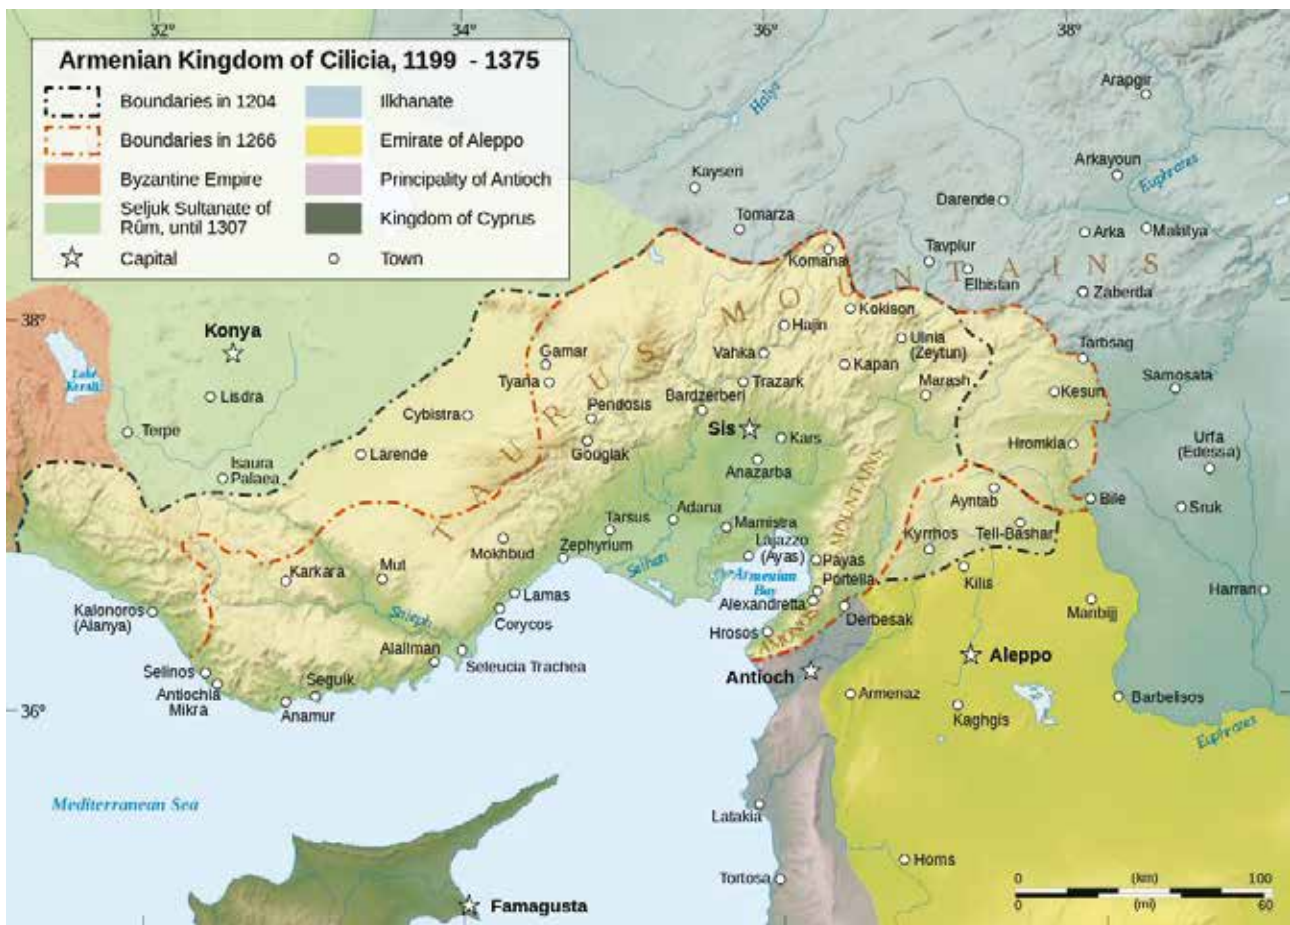 32°
34°
36°
38°
Armenian Kingdom of Cilicia, 1199 - 1375
Boundaries in 1204
Boundaries in 1266
Byzantine Empire
Seljuk Sultanate of
Rûm, until 1307
Capital
Ilkhanate
Emirate of Aleppo
Principality of Antioch
Kingdom of Cyprus
Town
Halys
Arapgir
Arkayoun
Euphrates
Kayseri
Darende
Tomarza
Arka
Malatya
Komana
Tavplur
Elbistan
Zaberda
TAURUS MOUNTAINS
38°
Konya
Lake
Lisdra
Terpe
Isaura
Palaea
Hajin
Kokison
Ulnia
(Zeytun)
Tarbsag
Gamar
Vahka
Kapan
Tyana
Trazark
Marash
Samosata
Kesun
Bardzerberj
Cybistra
Pendosis
Sis
Kars
Larende
Gouglak
Anazarba
Hromkla
Urfa
(Edessa)
Ayntab
Bile
Sruk
Adana
Tarsus
Mamistra
Tell-Bashar
Kyrrhos
Mokhbud
Zephyrium
Lajazzo
(Ayas)
Payas
Kilis
Seihan
Armenian
Bay
Portella
AMONOS MOUNTAINS
Karkara
Mut
Harran
Lamas
Alexandretta
Manbijj
Kalonoros
(Alanya)
Corycos
Hrosos
Derbesak
Alaliman
Seleucia Trachea
Aleppo
Selinos
Antiochia
Mikra
Seguik
Antioch
Anamur
Armenaz
Barbelisos
36°
Kaghgis
Euphrates
Mediterranean Sea
Latakia
Homs
Tortosa
Famagusta
0 (km) 100
0 (mi) 60